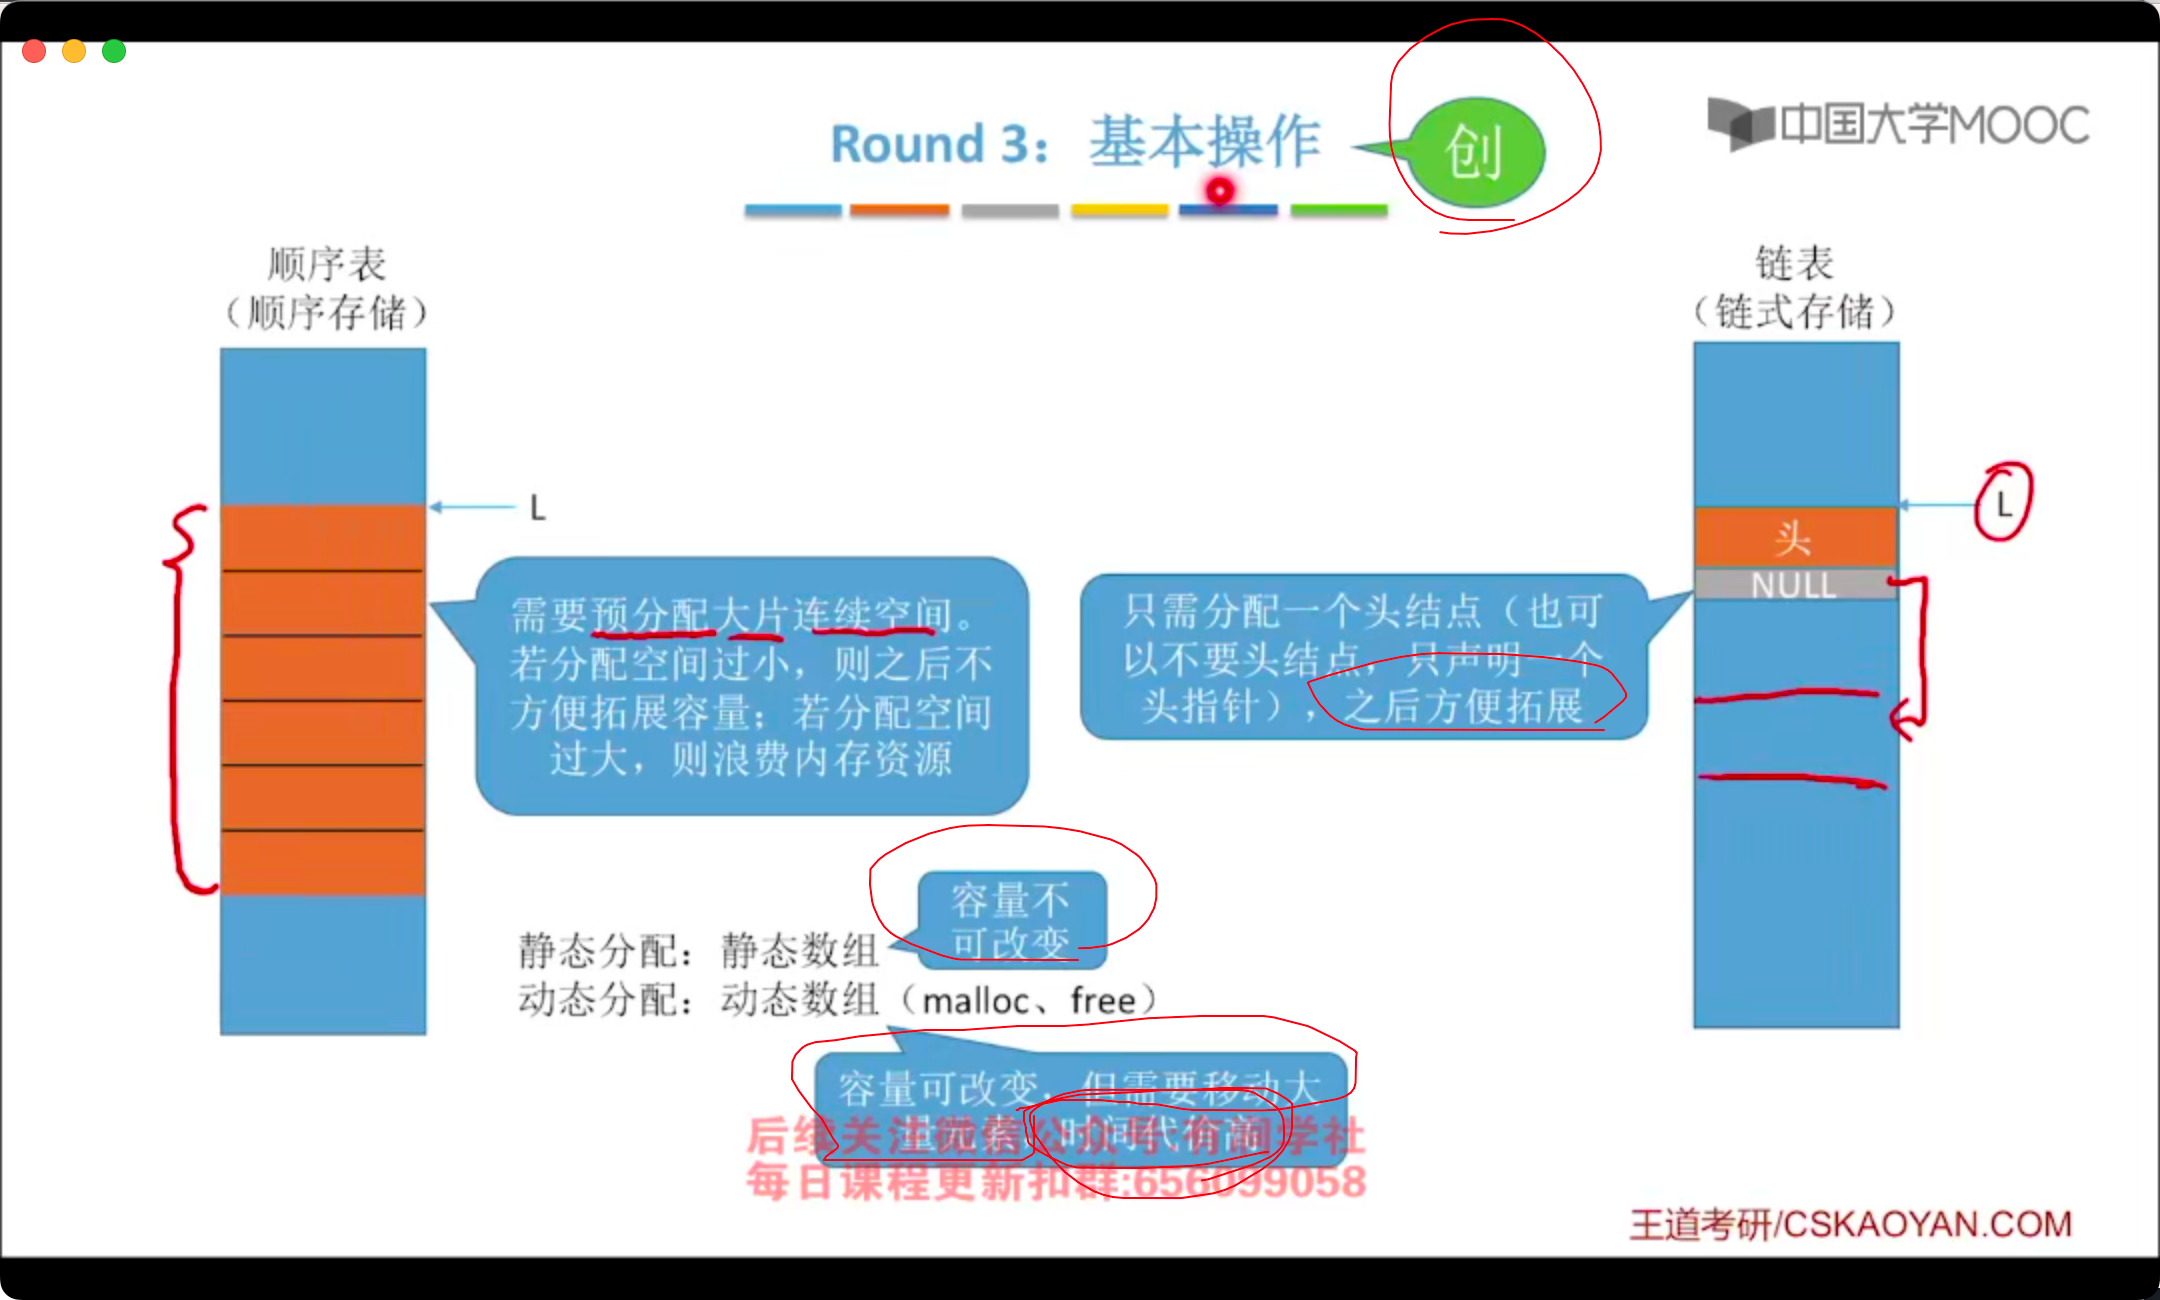 Round 3：基本操作
创
中国大学MOOC
顺序表
（顺序存储）
链表
（链式存储）
L
L
头
NULL
需要预分配大片连续空间。
若分配空间过小，则之后不
方便拓展容量；若分配空间
过大，则浪费内存资源
只需分配一个头结点（也可
以不要头结点，只声明一个
头指针），之后方便拓展
容量不
可改变
静态分配：静态数组
动态分配：动态数组（malloc、free）
容量可改变，但需要移动大
量元素，时间代价高
后续关注微信公众号:有涧学社
每日课程更新扣群:656099058
王道考研/CSKAOYAN.COM